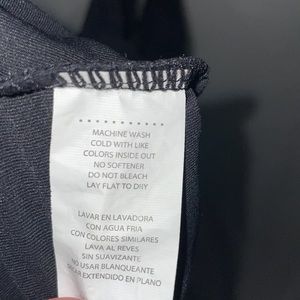 MACHINE WASH
COLD WITH LIKE
COLORS INSIDE OUT
NO SOFTENER
DO NOT BLEACH
LAY FLAT TO DRY
LAVAR EN LAVADORA
CON AGUA FRIA
CON COLORES SIMILARES
LAVA AL REVES
SIN SUAVIZANTE
NO USAR BLANQUEANTE
SECAR EXTENDIDO EN PLANO